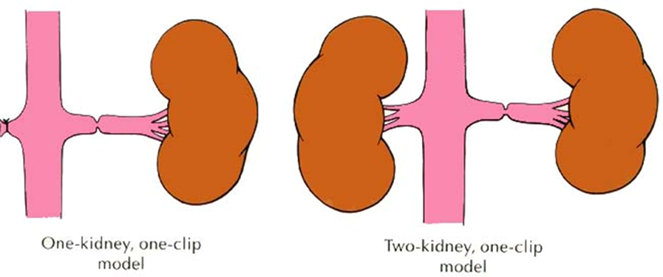 One-kidney, one-clip
model
Two-kidney, one-clip
model